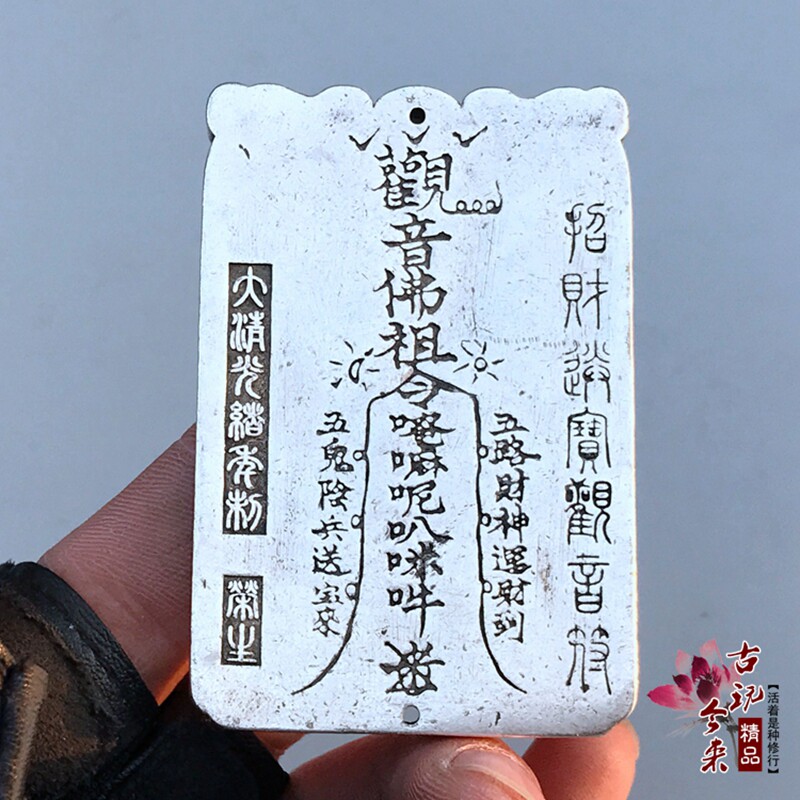 招財進寶觀音符
觀音佛祖令
唵嘛呢叭咪吽
五路財神運財到
五鬼陰兵送宝來
大清光緒年制
榮生
古玩今来
精品
【活着是种修行】